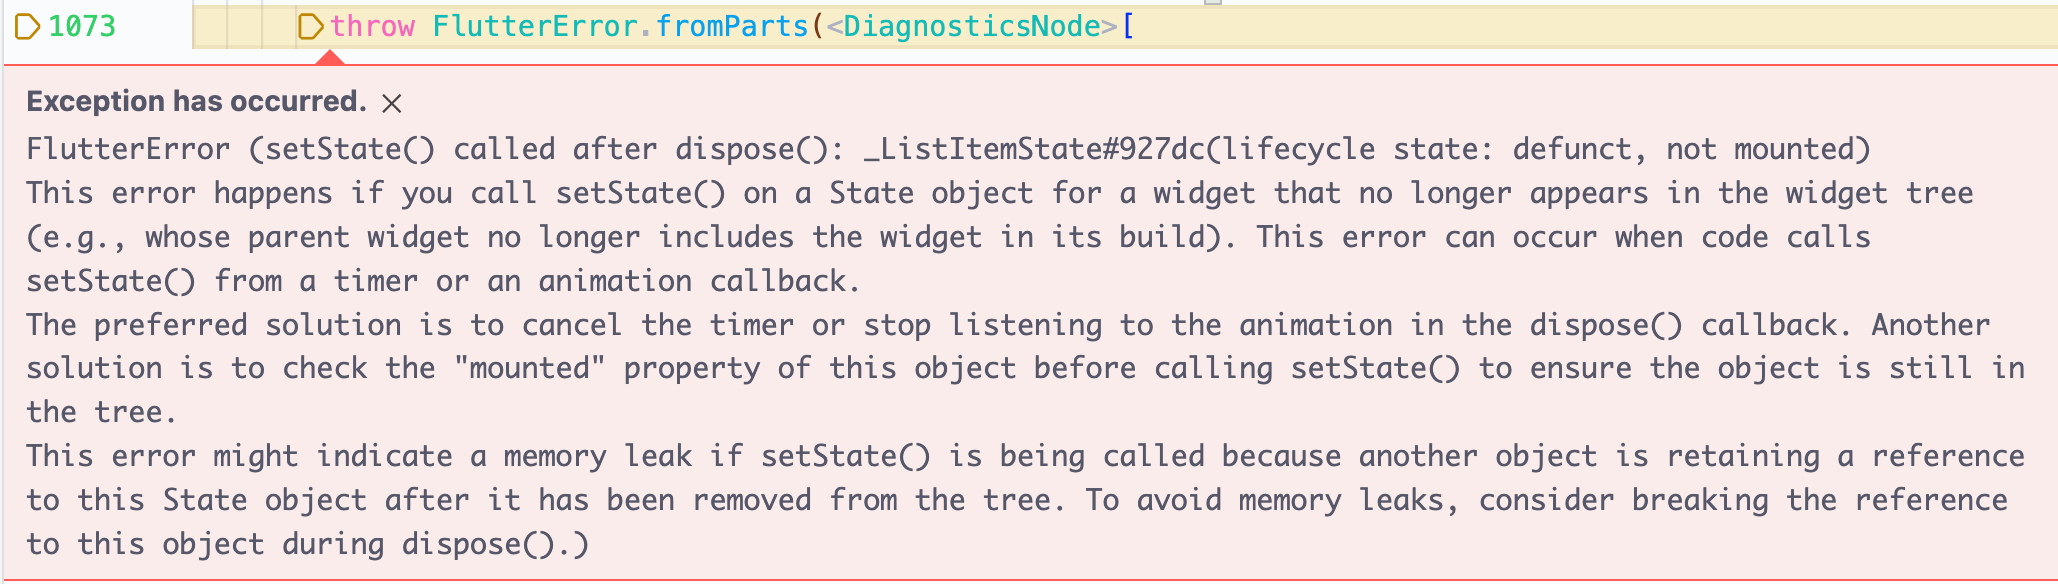 1073 throw FlutterError.fromParts(<DiagnosticsNode>[
Exception has occurred.
FlutterError (setState() called after dispose(): _ListItemState#927dc(lifecycle state: defunct, not mounted)
This error happens if you call setState() on a State object for a widget that no longer appears in the widget tree
(e.g., whose parent widget no longer includes the widget in its build). This error can occur when code calls
setState() from a timer or an animation callback.
The preferred solution is to cancel the timer or stop listening to the animation in the dispose() callback. Another
solution is to check the "mounted" property of this object before calling setState() to ensure the object is still in
the tree.
This error might indicate a memory leak if setState() is being called because another object is retaining a reference
to this State object after it has been removed from the tree. To avoid memory leaks, consider breaking the reference
to this object during dispose().)